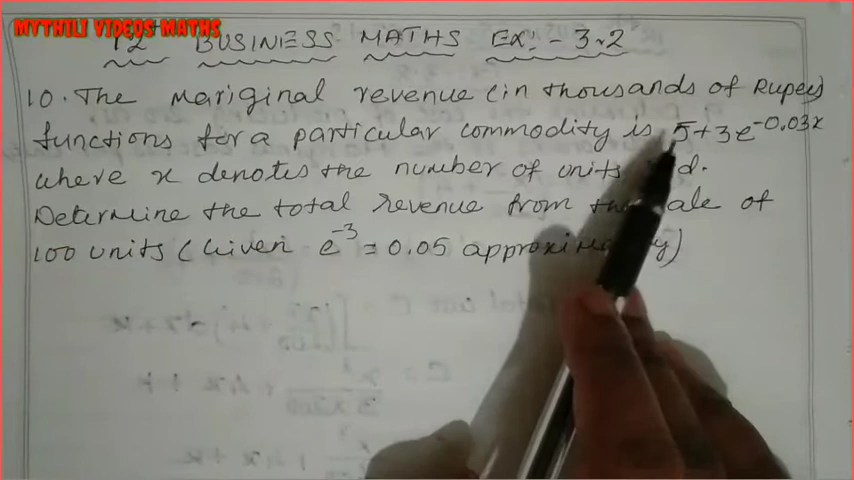 MYTHILI VIDEOS MATHS
12 BUSINESS MATHS EX:- 3.2
10. The mariginal revenue (in thousands of Rupees)
functions for a particular commodity is 5+3e^-0.03x
where x denotes the number of units
Determine the total revenue from the sale of
100 units (Given e^-3 = 0.05 approximately)